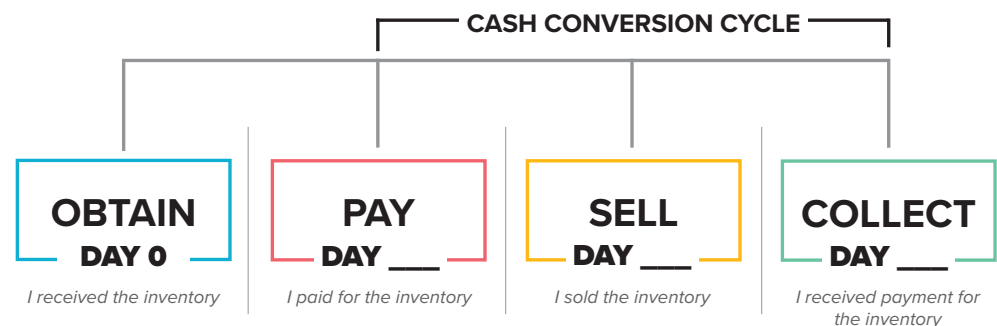 CASH CONVERSION CYCLE
OBTAIN
DAY 0
I received the inventory
PAY
DAY ___
I paid for the inventory
SELL
DAY ___
I sold the inventory
COLLECT
DAY ___
I received payment for
the inventory